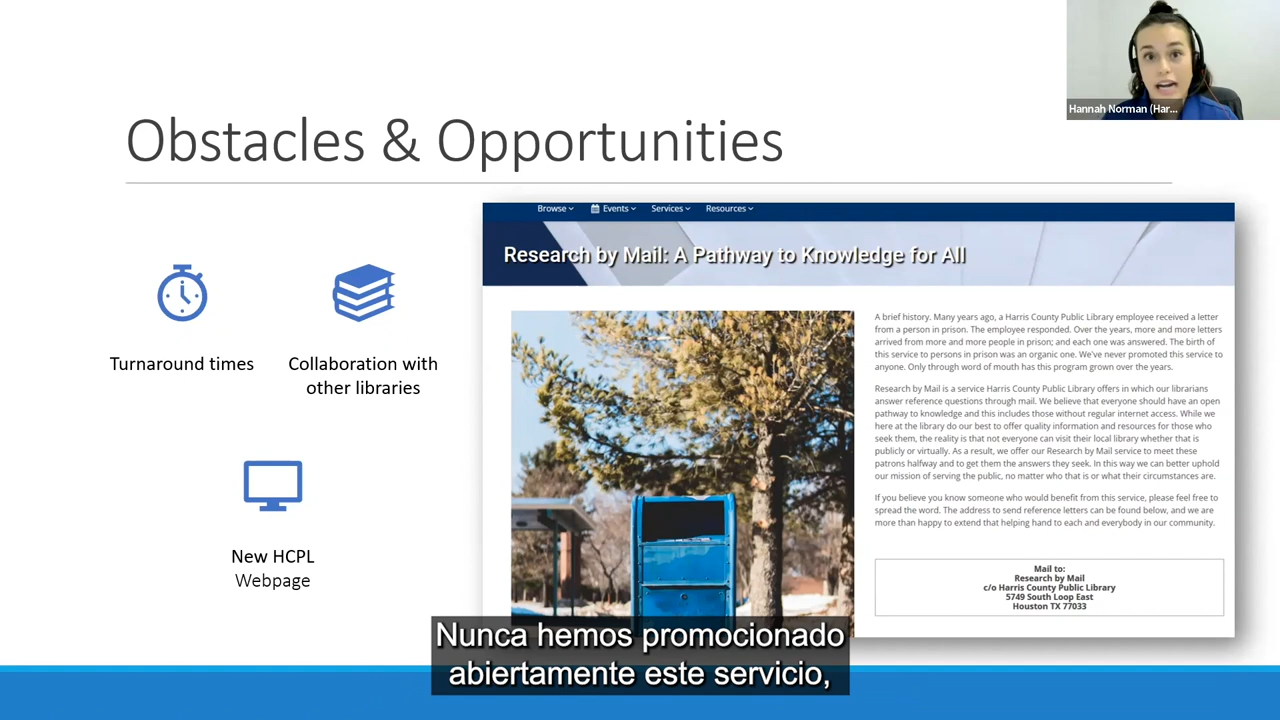 Hannah Norman (Har...
Obstacles & Opportunities
Turnaround times
Collaboration with
other libraries
New HCPL
Webpage
Browse
Events
Services
Resources
Research by Mail: A Pathway to Knowledge for All
A brief history. Many years ago, a Harris County Public Library employee received a letter
from a person in prison. The employee responded. Over the years, more and more letters
arrived from more and more people in prison; and each one was answered. The birth of
this service to persons in prison was an organic one. We've never promoted this service to
anyone. Only through word of mouth has this program grown over the years.
Research by Mail is a service Harris County Public Library offers in which our librarians
answer reference questions through mail. We believe that everyone should have an open
pathway to knowledge and this includes those without regular internet access. While we
here at the library do our best to offer quality information and resources for those who
seek them, the reality is that not everyone can visit their local library whether that is
publicly or virtually. As a result, we offer our Research by Mail service to meet these
patrons halfway and to get them the answers they seek. In this way we can better uphold
our mission of serving the public, no matter who that is or what their circumstances are.
If you believe you know someone who would benefit from this service, please feel free to
spread the word. The address to send reference letters can be found below, and we are
more than happy to extend that helping hand to each and everybody in our community.
Mail to:
Research by Mail
c/o Harris County Public Library
5749 South Loop East
Houston TX 77033
Nunca hemos promocionado
abiertamente este servicio,